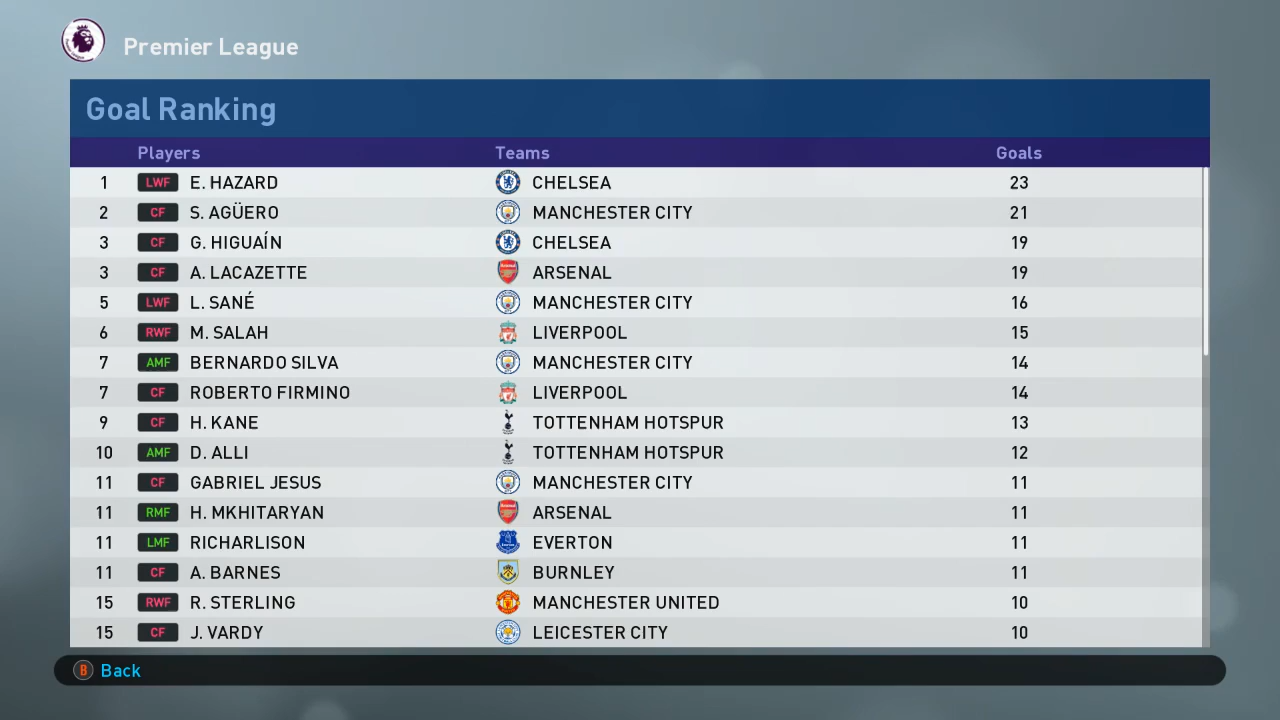 Premier League
Goal Ranking
Players Teams Goals
1 LWF E. HAZARD CHELSEA 23
2 CF S. AGÜERO MANCHESTER CITY 21
3 CF G. HIGUAÍN CHELSEA 19
3 CF A. LACAZETTE ARSENAL 19
5 LWF L. SANÉ MANCHESTER CITY 16
6 RWF M. SALAH LIVERPOOL 15
7 AMF BERNARDO SILVA MANCHESTER CITY 14
7 CF ROBERTO FIRMINO LIVERPOOL 14
9 CF H. KANE TOTTENHAM HOTSPUR 13
10 AMF D. ALLI TOTTENHAM HOTSPUR 12
11 CF GABRIEL JESUS MANCHESTER CITY 11
11 RMF H. MKHITARYAN ARSENAL 11
11 LMF RICHARLISON EVERTON 11
11 CF A. BARNES BURNLEY 11
15 RWF R. STERLING MANCHESTER UNITED 10
15 CF J. VARDY LEICESTER CITY 10
B Back